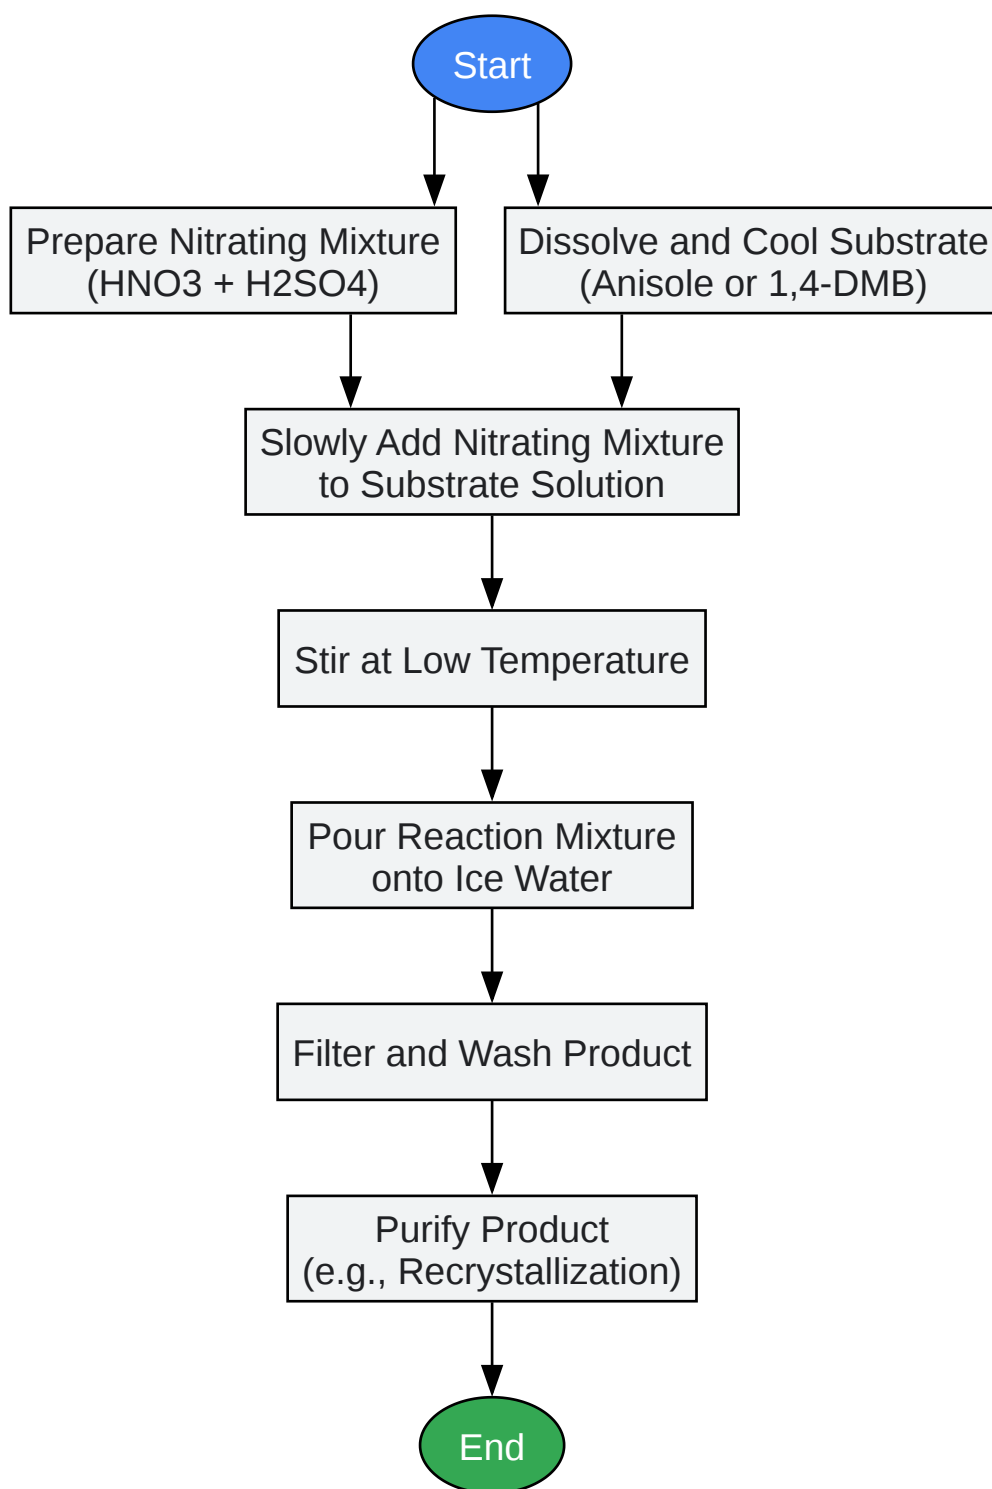 Start
Prepare Nitrating Mixture
(HNO3 + H2SO4)
Dissolve and Cool Substrate
(Anisole or 1,4-DMB)
Slowly Add Nitrating Mixture
to Substrate Solution
Stir at Low Temperature
Pour Reaction Mixture
onto Ice Water
Filter and Wash Product
Purify Product
(e.g., Recrystallization)
End